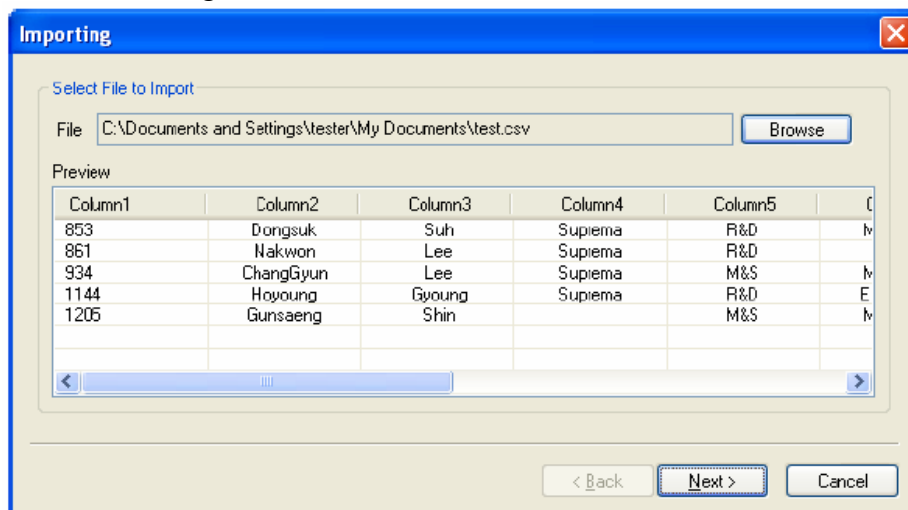 Importing
Select File to Import
File C:\Documents and Settings\tester\My Documents\test.csv Browse
Preview
Column1 Column2 Column3 Column4 Column5
853 Dongsuk Suh Suprema R&D
861 Nakwon Lee Suprema R&D
934 ChangGyun Lee Suprema M&S
1144 Hoyoung Gyoung Suprema R&D E
1205 Gunsaeng Shin M&S
< Back Next > Cancel